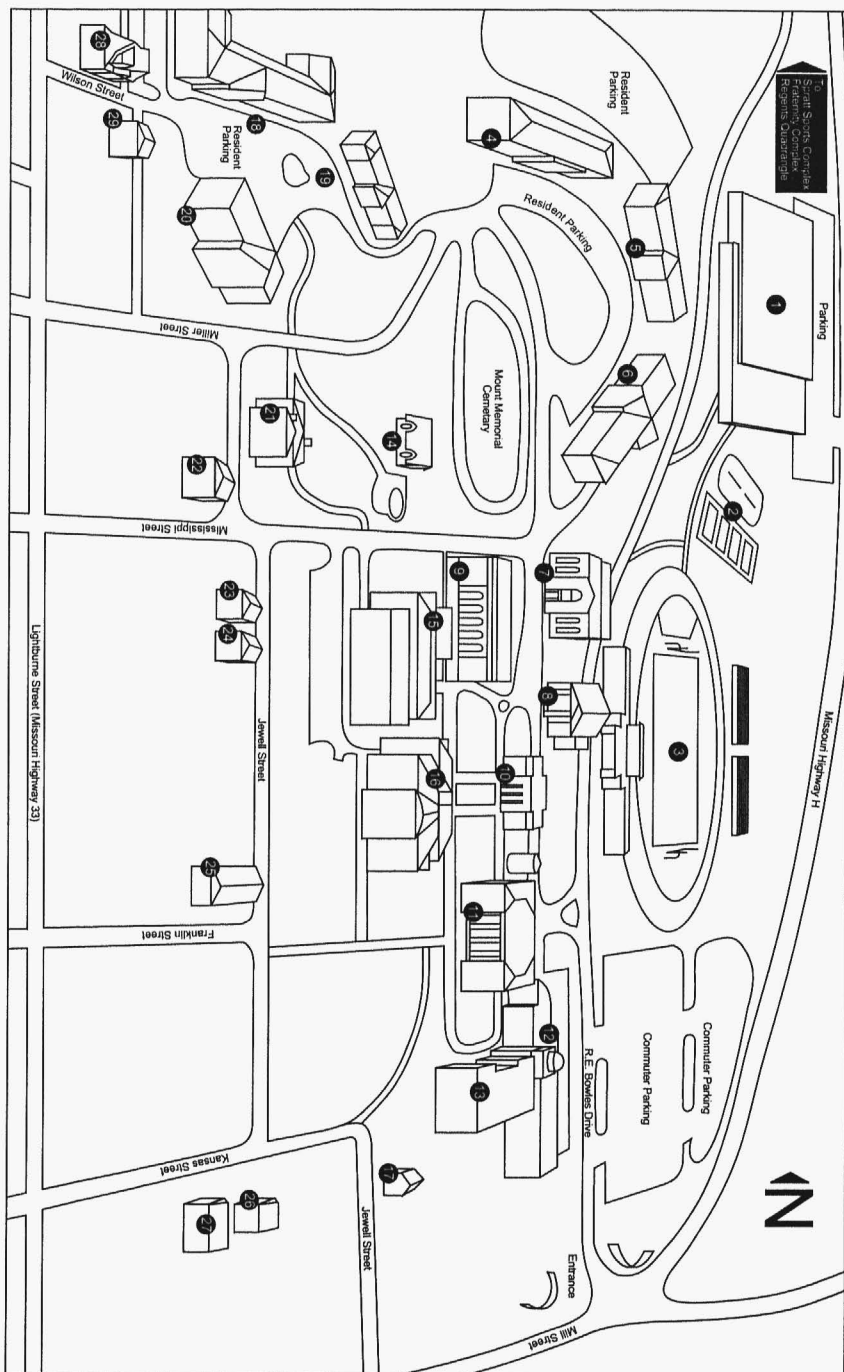 To
Spratt Sports Complex
Fraternity Complex
Regents Quadrangle
Parking
1
2
3
Missouri Highway H
Resident
Parking
4
5
Resident Parking
6
Mount Memorial
Cemetary
7
8
9
10
11
12
13
14
15
16
17
18
19
20
21
22
23
24
25
26
27
28
29
Resident
Parking
Wilson Street
Miller Street
Mississippi Street
Jewell Street
Franklin Street
Kansas Street
Jewell Street
Lightburne Street (Missouri Highway 33)
R.E. Bowles Drive
Commuter Parking
Commuter Parking
Entrance
Mill Street
N